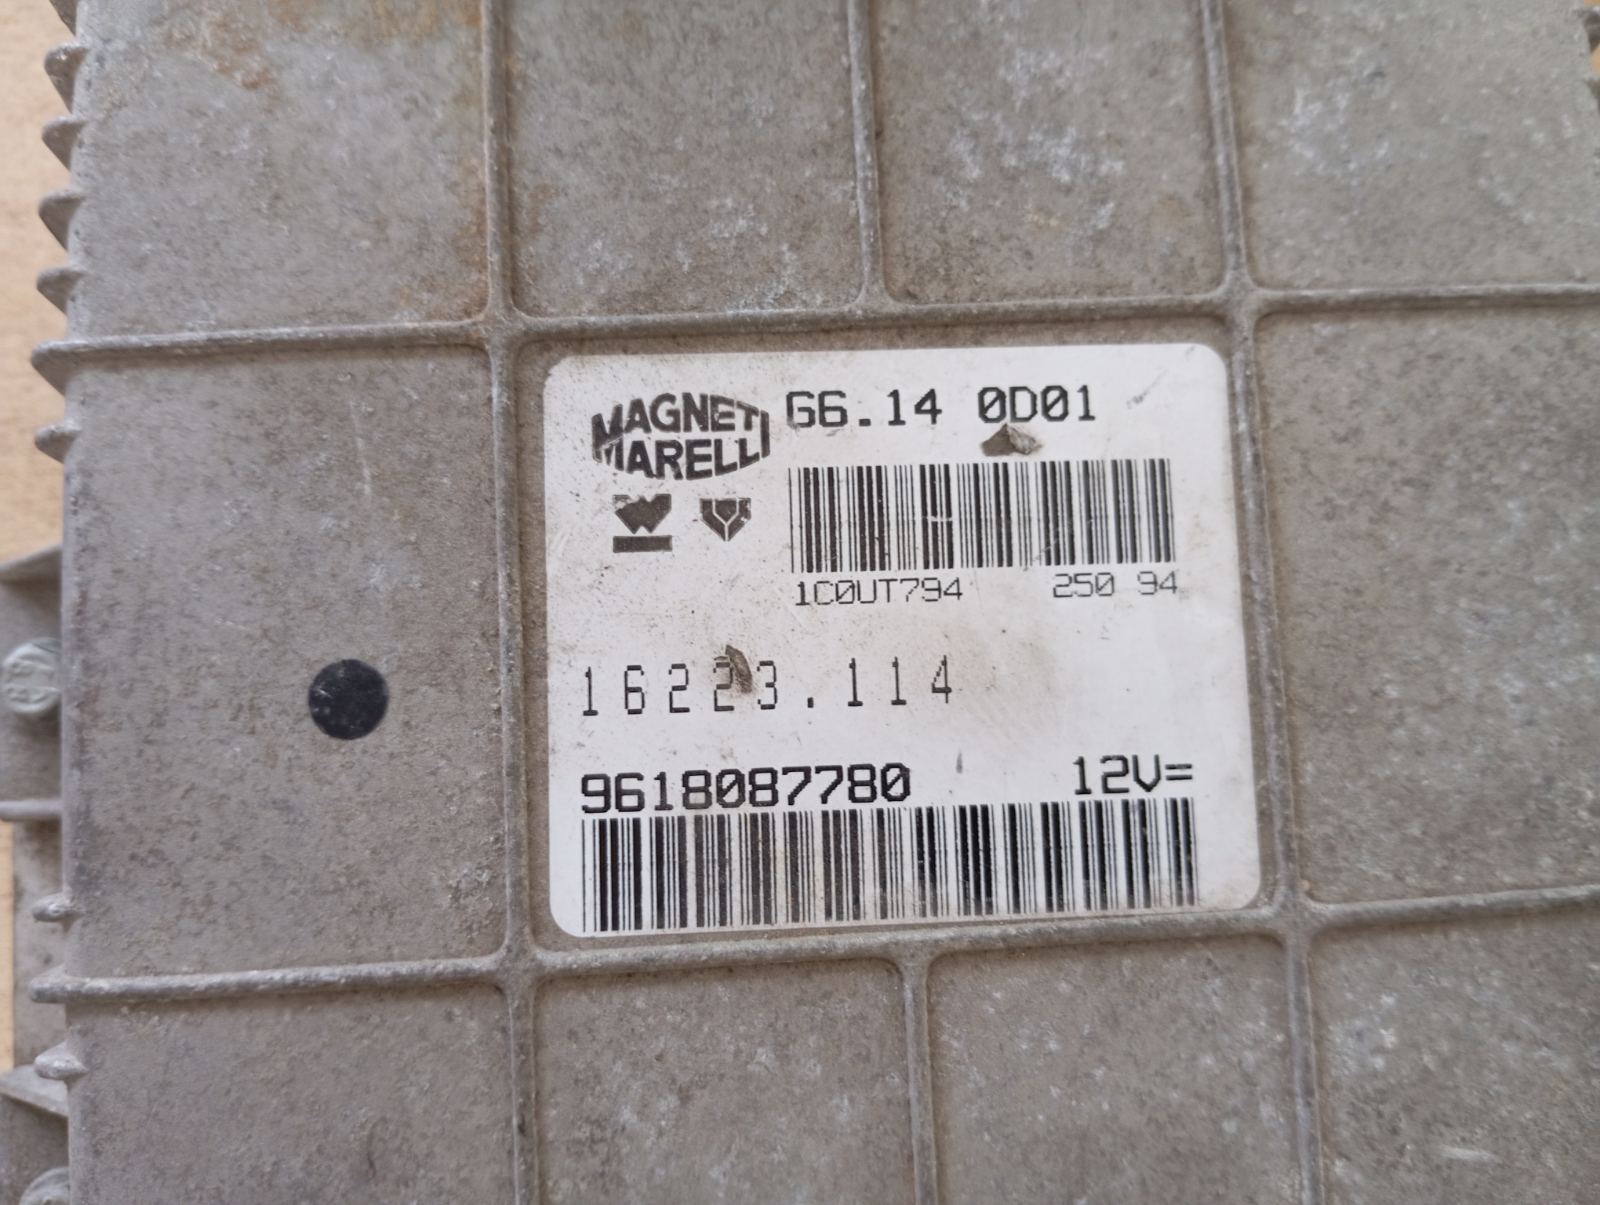 MAGNETI
MARELLI
G6.14 0D01
1C0UT794 250 94
16223.114
9618087780 12V=